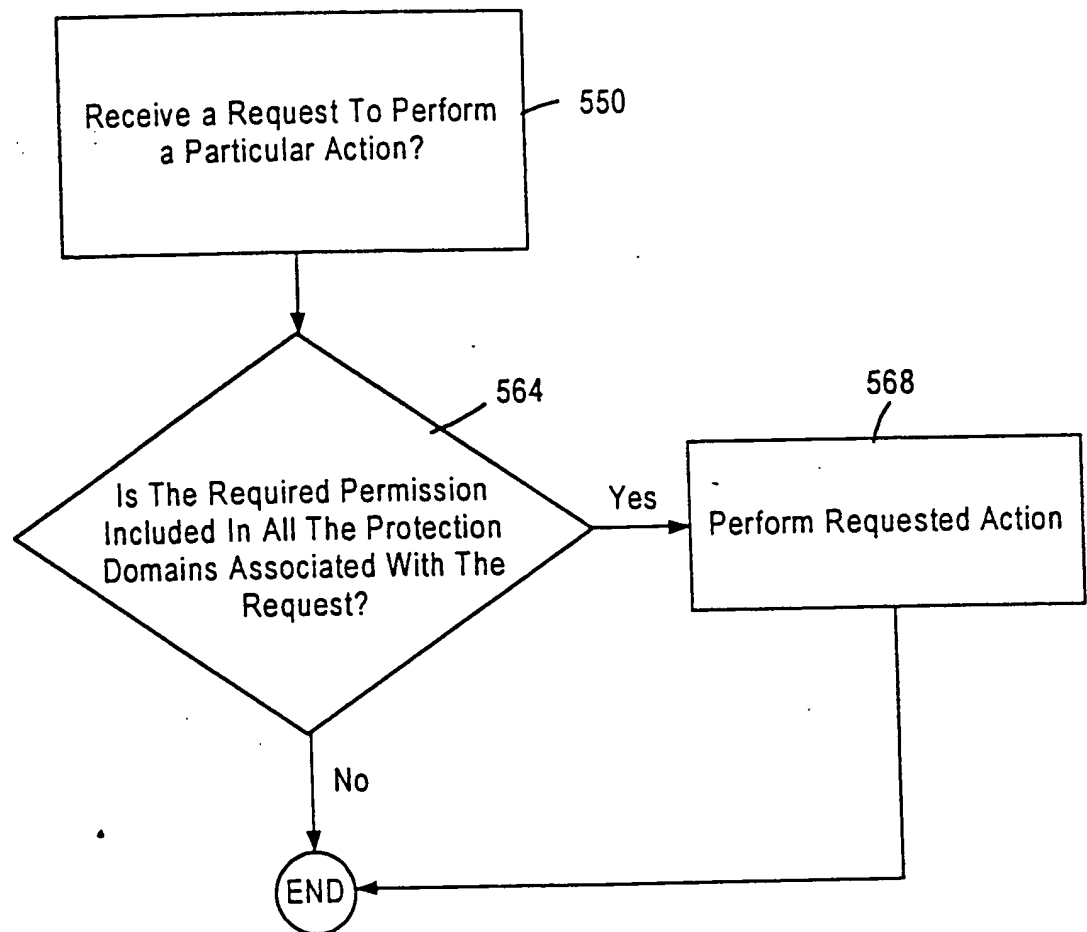 Receive a Request To Perform
a Particular Action?
550
564
Is The Required Permission
Included In All The Protection
Domains Associated With The
Request?
Yes
568
Perform Requested Action
No
END